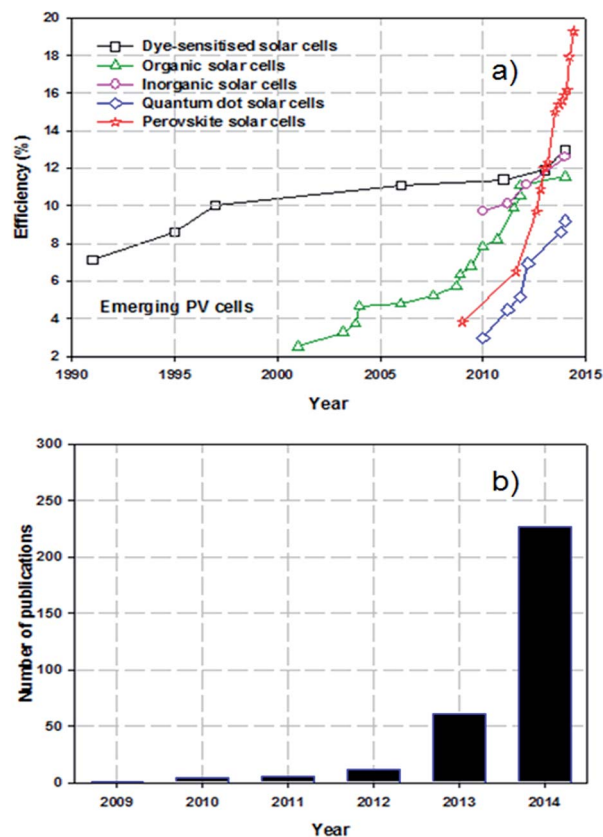 20
18
16
14
12
10
8
6
4
2
Efficiency (%)
Dye-sensitised solar cells
Organic solar cells
Inorganic solar cells
Quantum dot solar cells
Perovskite solar cells
a)
Emerging PV cells
1990 1995 2000 2005 2010 2015
Year
300
250
200
150
100
50
0
Number of publications
b)
2009 2010 2011 2012 2013 2014
Year